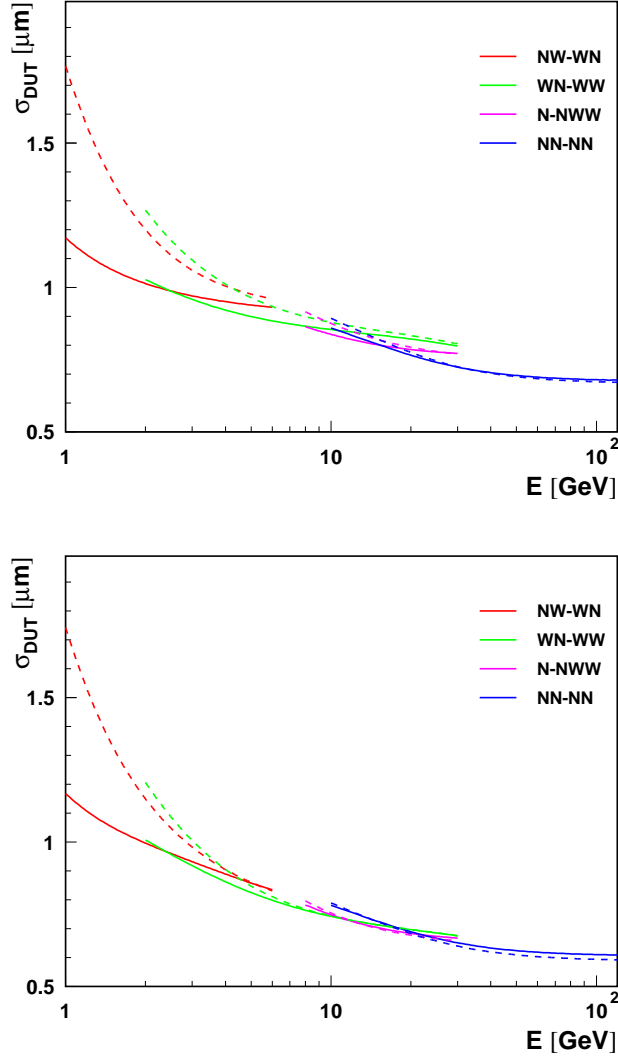 σDUT [μm]
NW-WN
WN-WW
N-NWW
NN-NN
1.5
1
0.5
1
10
10²
E [GeV]
σDUT [μm]
NW-WN
WN-WW
N-NWW
NN-NN
1.5
1
0.5
1
10
10²
E [GeV]